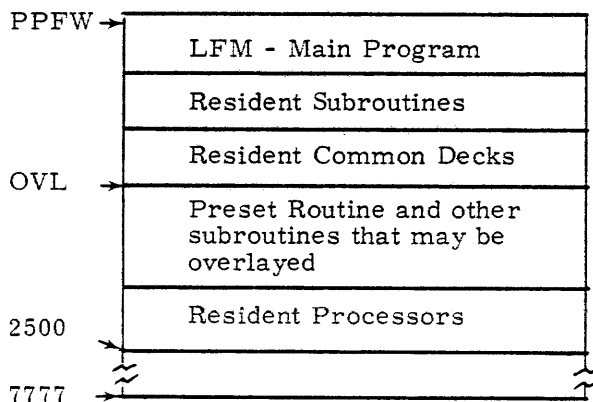 PPFW
LFM - Main Program
Resident Subroutines
Resident Common Decks
OVL
Preset Routine and other
subroutines that may be
overlayed
Resident Processors
2500
7777